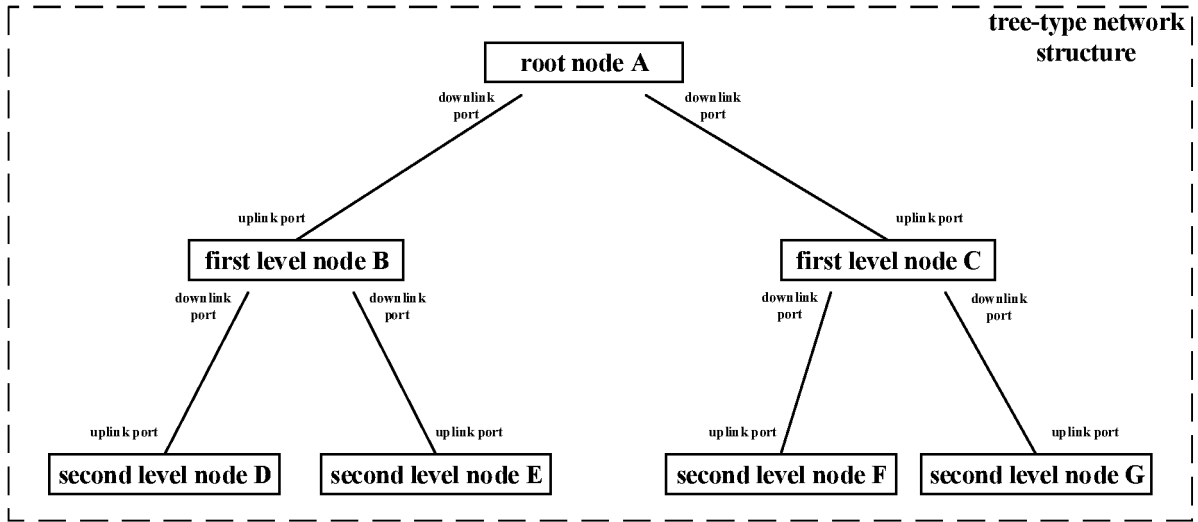 tree-type network
structure
root node A
downlink
port
downlink
port
uplink port
uplink port
first level node B
first level node C
downlink
port
downlink
port
downlink
port
downlink
port
uplink port
uplink port
uplink port
uplink port
second level node D
second level node E
second level node F
second level node G